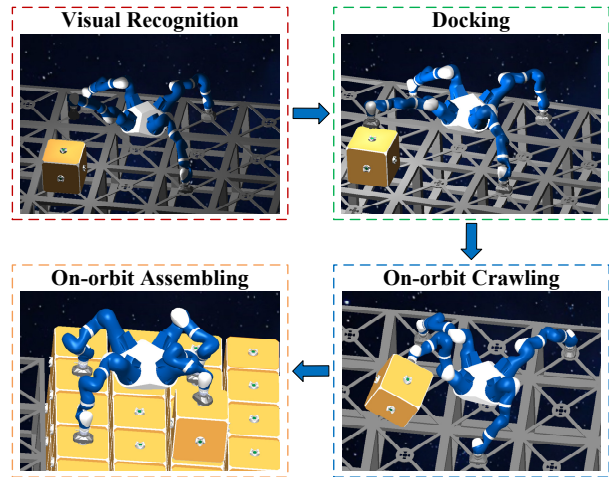 Visual Recognition
Docking
On-orbit Assembling
On-orbit Crawling